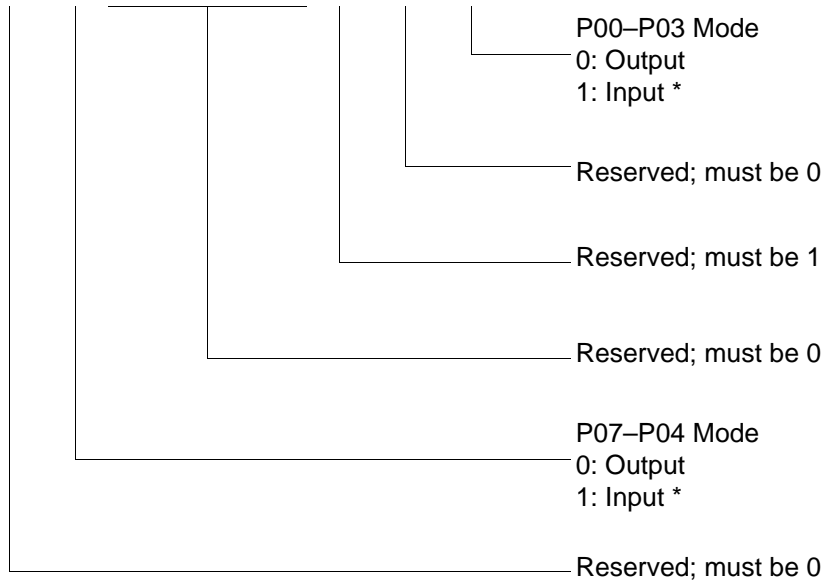 P00–P03 Mode
0: Output
1: Input *
Reserved; must be 0
Reserved; must be 1
Reserved; must be 0
P07–P04 Mode
0: Output
1: Input *
Reserved; must be 0